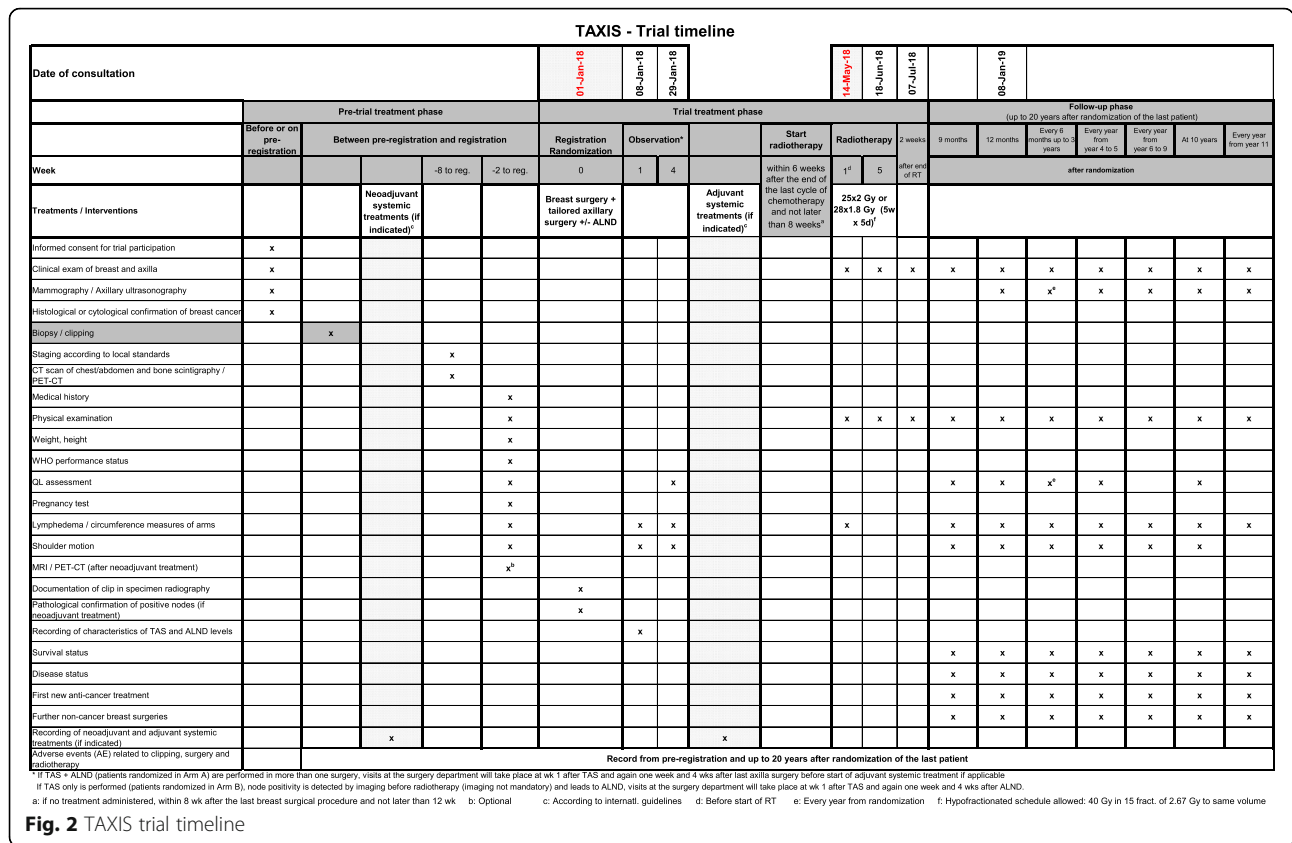 TAXIS - Trial timeline
Date of consultation
01-Jan-18
08-Jan-18
29-Jan-18
14-May-18
18-Jun-18
07-Jul-18
08-Jan-19
Pre-trial treatment phase
Trial treatment phase
Follow-up phase
(up to 20 years after randomization of the last patient)
Before or on
pre-
registration
Between pre-registration and registration
Registration
Randomization
Observation*
Start
radiotherapy
Radiotherapy
2 weeks
9 months
12 months
Every 6
months up to 3
years
Every year
from
year 4 to 5
Every year
from
year 6 to 9
At 10 years
Every year
from year 11
Week
-8 to reg.
-2 to reg.
0
1
4
within 6 weeks
after the end of
the last cycle of
chemotherapy
and not later
than 8 weeksa
1d
5
after end
of RT
after randomization
Treatments / Interventions
Neoadjuvant
systemic
treatments (if
indicated)c
Breast surgery +
tailored axillary
surgery +/- ALND
Adjuvant
systemic
treatments (if
indicated)c
25x2 Gy or
28x1.8 Gy (5w
x 5d)f
Informed consent for trial participation x
Clinical exam of breast and axilla x x x x x x x x x x x
Mammography / Axillary ultrasonography x x xe x x x x
Histological or cytological confirmation of breast cancer x
Biopsy / clipping x
Staging according to local standards x
CT scan of chest/abdomen and bone scintigraphy /
PET-CT x
Medical history x
Physical examination x x x x x x x x x x x
Weight, height x
WHO performance status x
QL assessment x x x x xe x x
Pregnancy test x
Lymphedema / circumference measures of arms x x x x x x x x x x x
Shoulder motion x x x x x x x x x
MRI / PET-CT (after neoadjuvant treatment) xb
Documentation of clip in specimen radiography x
Pathological confirmation of positive nodes (if
neoadjuvant treatment) x
Recording of characteristics of TAS and ALND levels x
Survival status x x x x x x x
Disease status x x x x x x x
First new anti-cancer treatment x x x x x x x
Further non-cancer breast surgeries x x x x x x x
Recording of neoadjuvant and adjuvant systemic
treatments (if indicated) x x
Adverse events (AE) related to clipping, surgery and
radiotherapy
Record from pre-registration and up to 20 years after randomization of the last patient
* If TAS + ALND (patients randomized in Arm A) are performed in more than one surgery, visits at the surgery department will take place at wk 1 after TAS and again one week and 4 wks after last axilla surgery before start of adjuvant systemic treatment if applicable
If TAS only is performed (patients randomized in Arm B), node positivity is detected by imaging before radiotherapy (imaging not mandatory) and leads to ALND, visits at the surgery department will take place at wk 1 after TAS and again one week and 4 wks after ALND.
a: if no treatment administered, within 8 wk after the last breast surgical procedure and not later than 12 wk b: Optional c: According to internatl. guidelines d: Before start of RT e: Every year from randomization f: Hypofractionated schedule allowed: 40 Gy in 15 fract. of 2.67 Gy to same volume
Fig. 2 TAXIS trial timeline